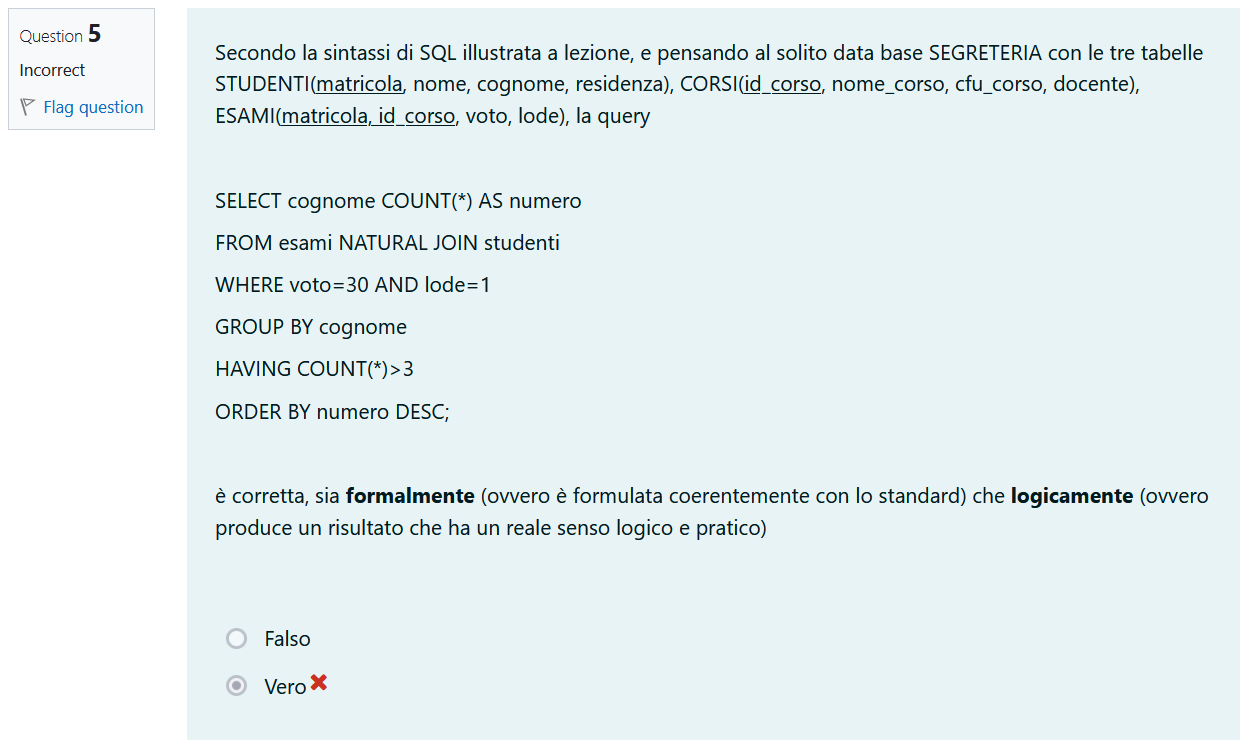 Question 5
Incorrect
Flag question
Secondo la sintassi di SQL illustrata a lezione, e pensando al solito data base SEGRETERIA con le tre tabelle
STUDENTI(matricola, nome, cognome, residenza), CORSI(id_corso, nome_corso, cfu_corso, docente),
ESAMI(matricola, id_corso, voto, lode), la query
SELECT cognome COUNT(*) AS numero
FROM esami NATURAL JOIN studenti
WHERE voto=30 AND lode=1
GROUP BY cognome
HAVING COUNT(*)>3
ORDER BY numero DESC;
è corretta, sia formalmente (ovvero è formulata coerentemente con lo standard) che logicamente (ovvero
produce un risultato che ha un reale senso logico e pratico)
Falso
Vero